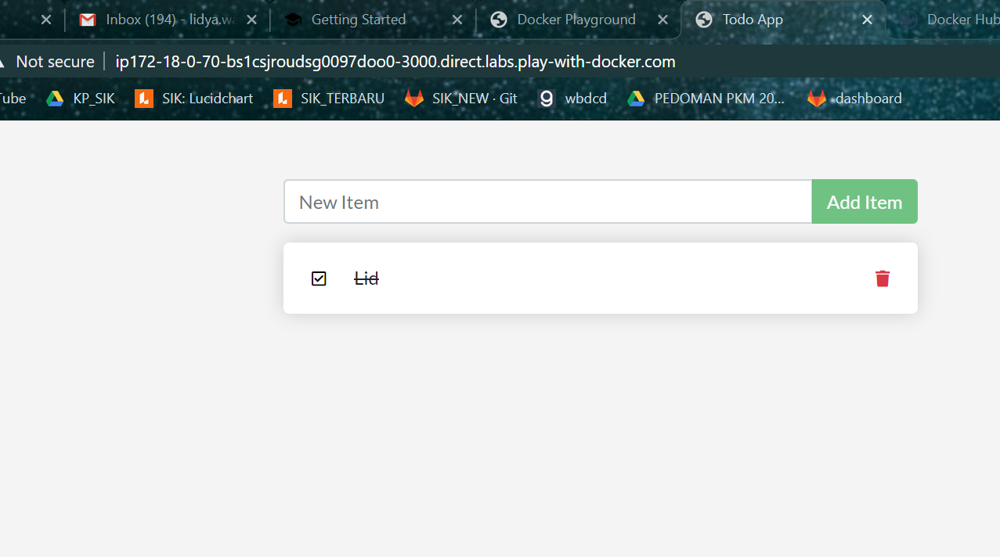 Inbox (194) - lidya.wa
Getting Started
Docker Playground
Todo App
Docker Hub
Not secure
ip172-18-0-70-bs1csjroudsg0097doo0-3000.direct.labs.play-with-docker.com
Tube
KP_SIK
SIK: Lucidchart
SIK_TERBARU
SIK_NEW · Git
wbdcd
PEDOMAN PKM 20...
dashboard
New Item
Add Item
Lid